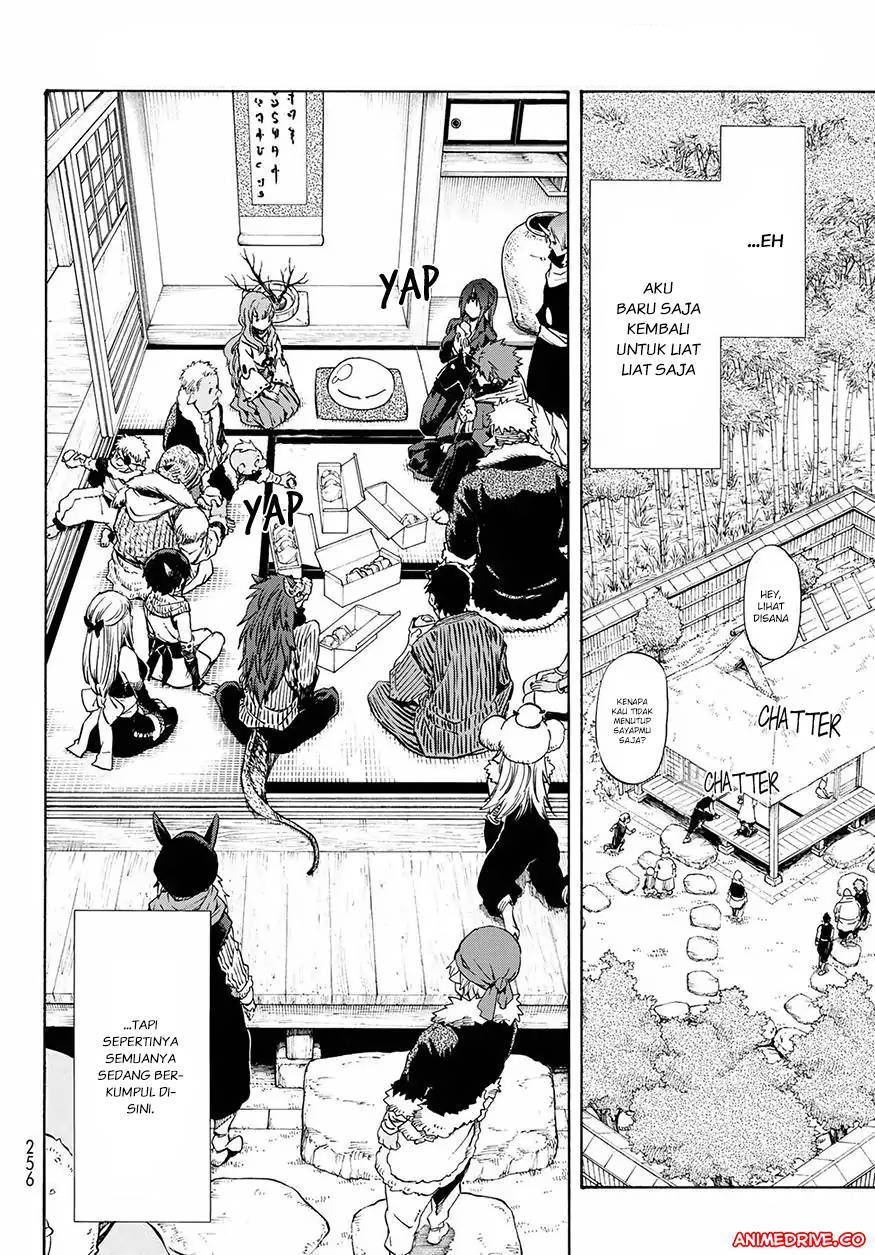 ...EH
AKU
BARU SAJA
KEMBALI
UNTUK LIAT
LIAT SAJA
HEY,
LIHAT
DISANA
KENAPA
KAU TIDAK
MENUTUP
SAYAPMU
SAJA?
CHATTER
CHATTER
YAP
YAP
...TAPI
SEPERTINYA
SEMUANYA
SEDANG BER-
KUMPUL DI-
SINI.
256
ANIMEDRIVE.CO